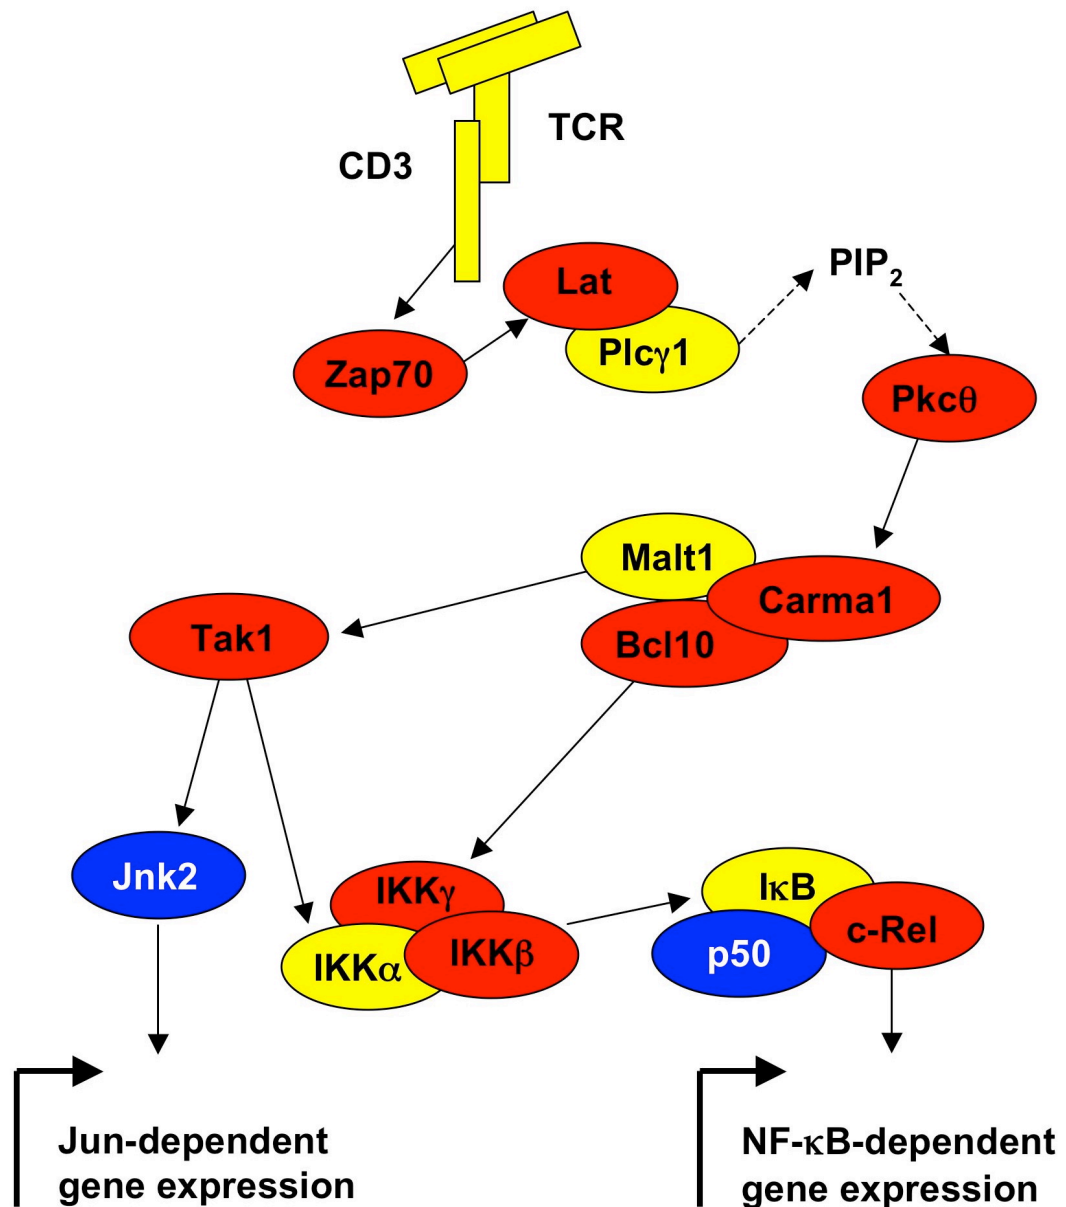 TCR
CD3
Lat
PIP₂
Plcγ1
Zap70
Pkcθ
Malt1
Carma1
Tak1
Bcl10
Jnk2
IKKγ
IκB
c-Rel
IKKβ
p50
IKKα
Jun-dependent
gene expression
NF-κB-dependent
gene expression